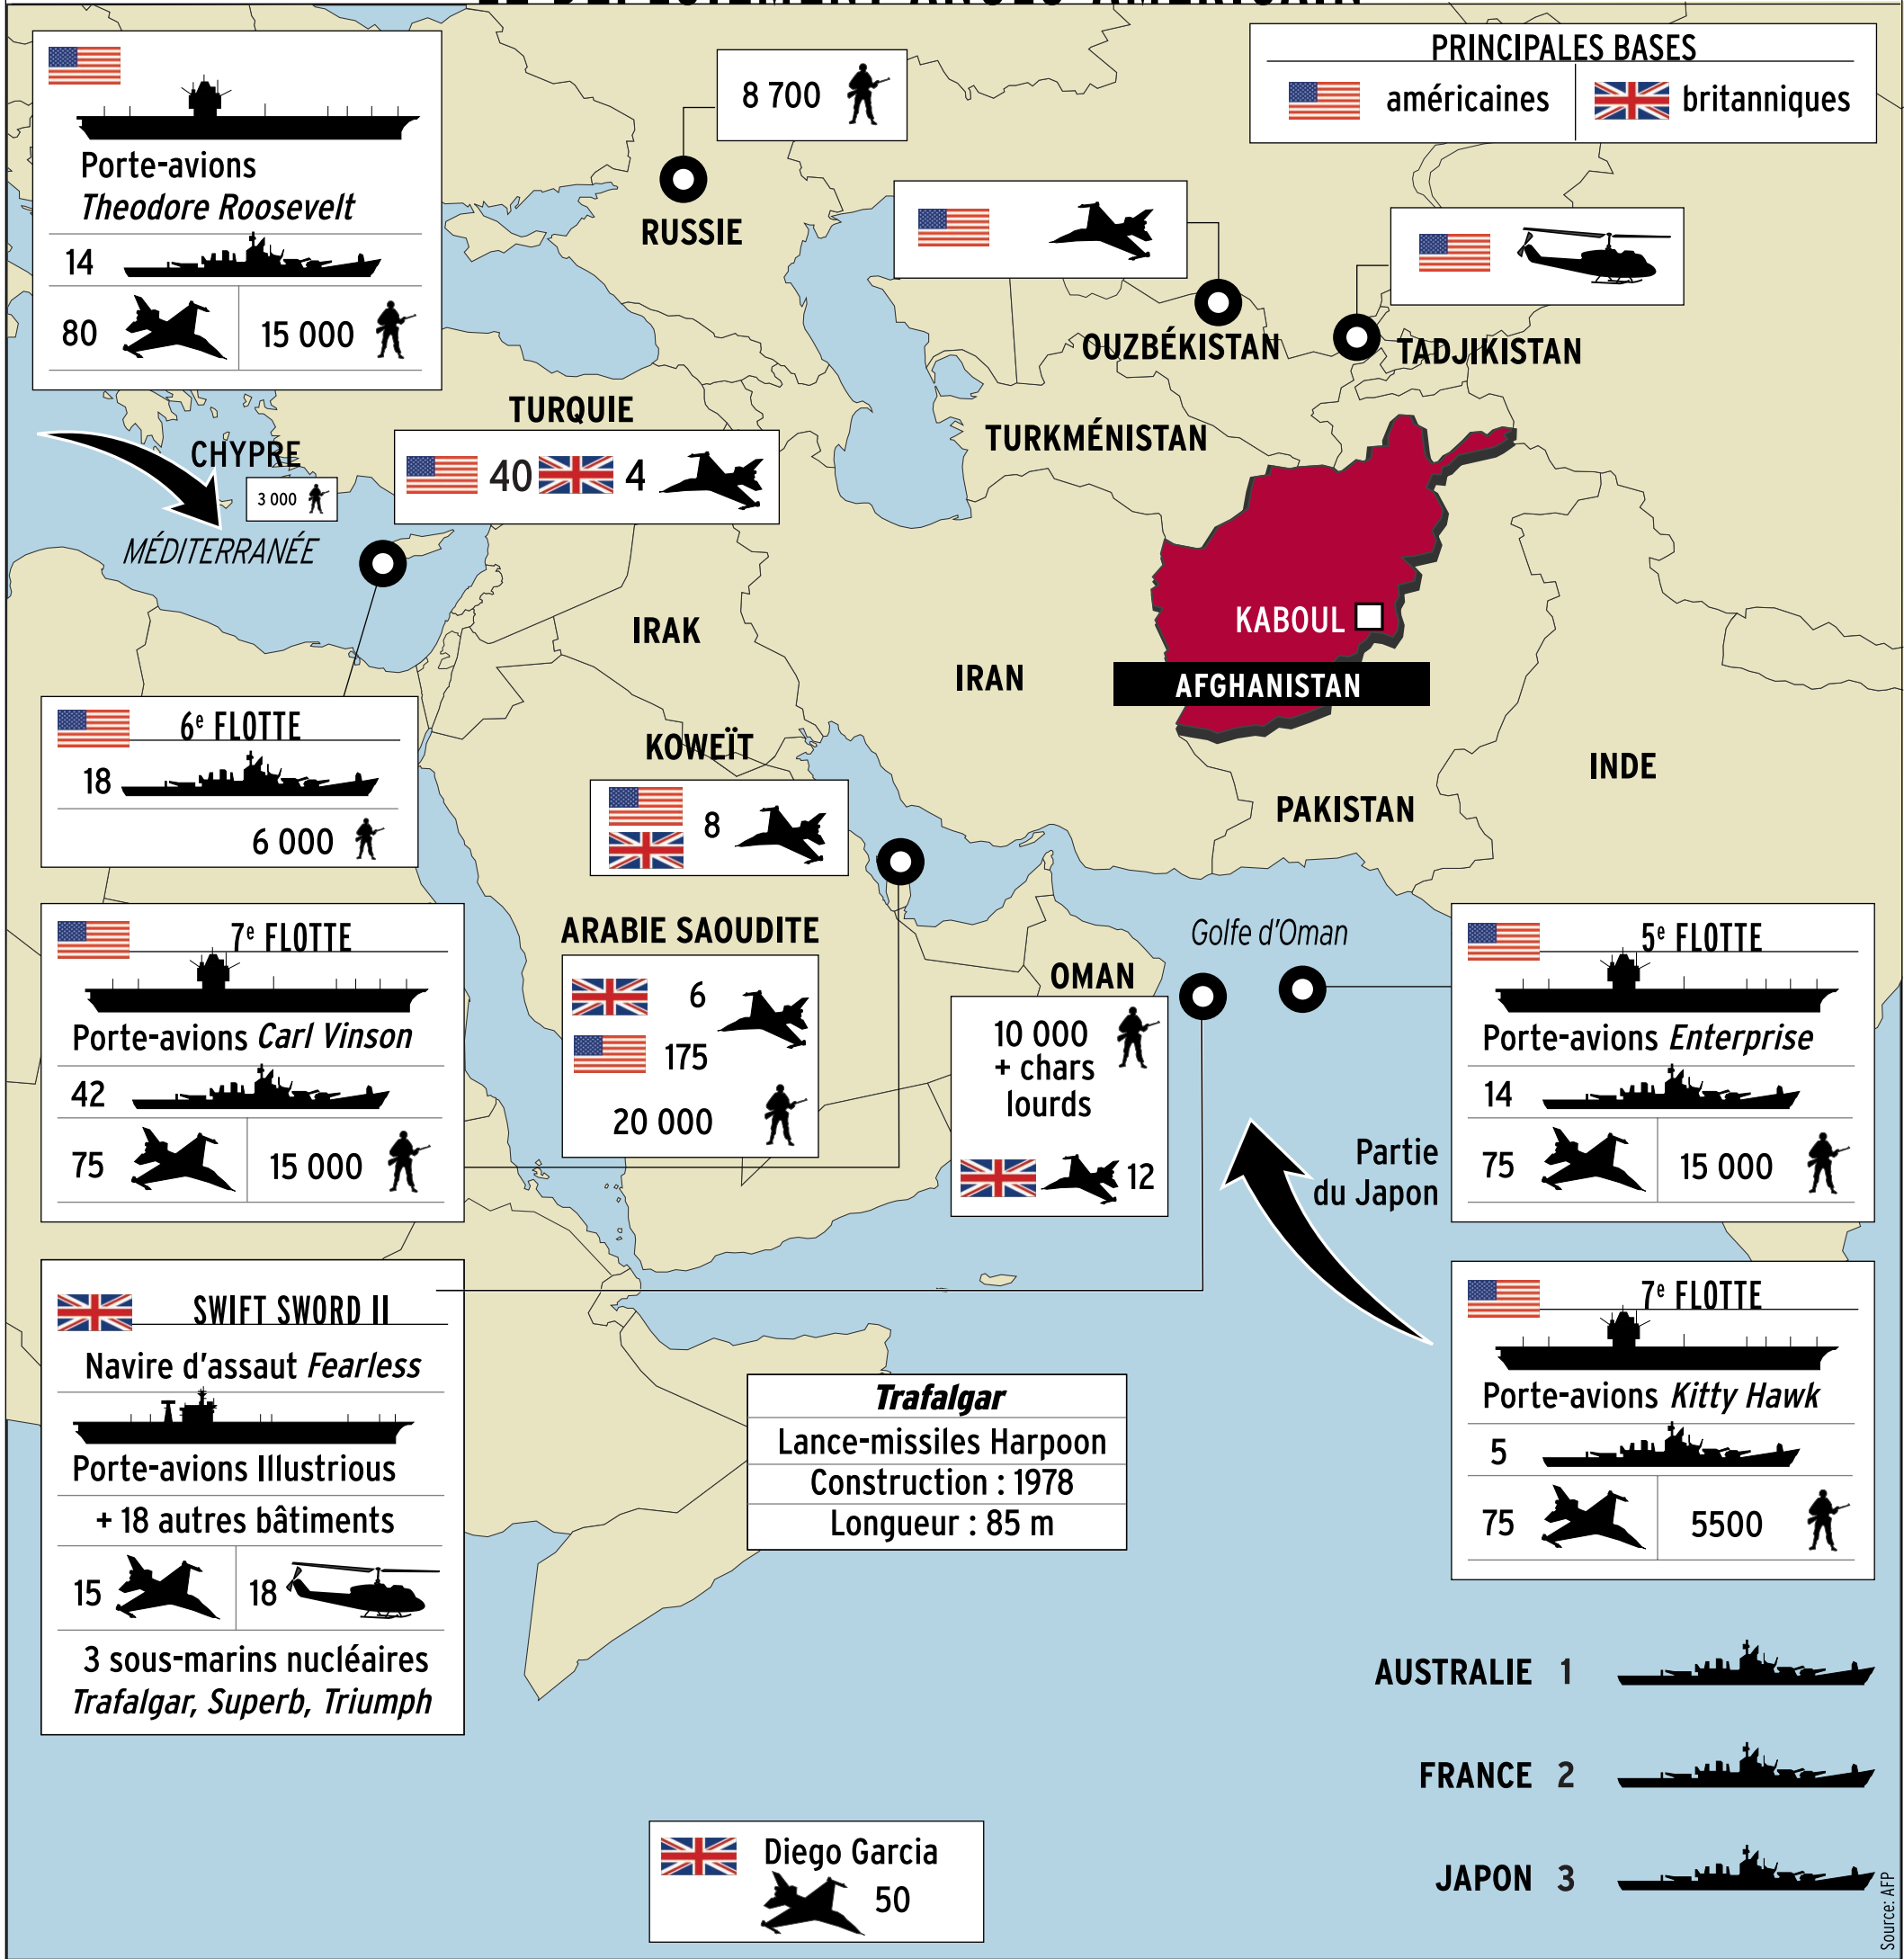 LE DÉPLOIEMENT ANGLO-AMÉRICAIN
PRINCIPALES BASES
américaines
britanniques
Porte-avions
Theodore Roosevelt
14
80
15 000
8 700
RUSSIE
OUZBÉKISTAN
TADJIKISTAN
TURKMÉNISTAN
TURQUIE
40
4
CHYPRE
3 000
MÉDITERRANÉE
IRAK
IRAN
KABOUL
AFGHANISTAN
PAKISTAN
INDE
6e FLOTTE
18
6 000
KOWEÏT
8
7e FLOTTE
Porte-avions Carl Vinson
42
75
15 000
ARABIE SAOUDITE
6
175
20 000
OMAN
10 000
+ chars
lourds
12
Golfe d'Oman
5e FLOTTE
Porte-avions Enterprise
14
75
15 000
Partie
du Japon
7e FLOTTE
Porte-avions Kitty Hawk
5
75
5500
SWIFT SWORD II
Navire d'assaut Fearless
Porte-avions Illustrious
+ 18 autres bâtiments
15
18
3 sous-marins nucléaires
Trafalgar, Superb, Triumph
Trafalgar
Lance-missiles Harpoon
Construction : 1978
Longueur : 85 m
AUSTRALIE 1
FRANCE 2
JAPON 3
Diego Garcia
50
Source: AFP